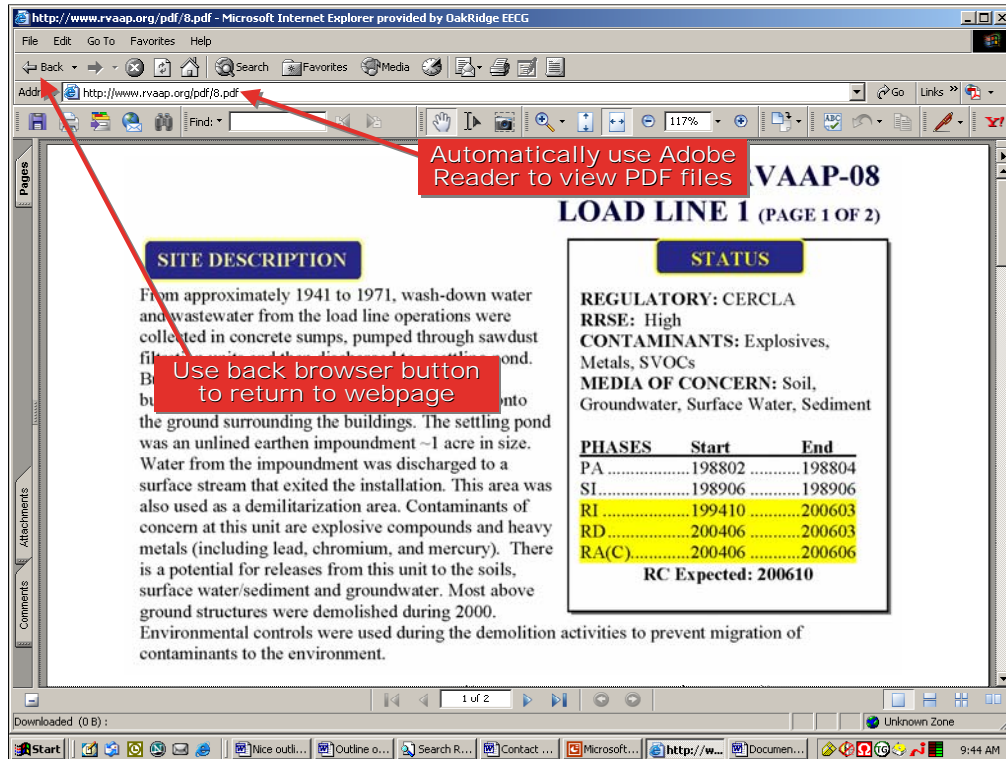 http://www.rvaap.org/pdf/8.pdf - Microsoft Internet Explorer provided by OakRidge EECG
File Edit Go To Favorites Help
Back Search Favorites Media
Addr http://www.rvaap.org/pdf/8.pdf Go Links »
Find: 117%
Automatically use Adobe
Reader to view PDF files
VAAP-08
LOAD LINE 1 (PAGE 1 OF 2)
Pages
SITE DESCRIPTION
From approximately 1941 to 1971, wash-down water
and wastewater from the load line operations were
collected in concrete sumps, pumped through sawdust
pond.
Use back browser button
to return to webpage
onto
the ground surrounding the buildings. The settling pond
was an unlined earthen impoundment ~1 acre in size.
Water from the impoundment was discharged to a
surface stream that exited the installation. This area was
also used as a demilitarization area. Contaminants of
concern at this unit are explosive compounds and heavy
metals (including lead, chromium, and mercury). There
is a potential for releases from this unit to the soils,
surface water/sediment and groundwater. Most above
ground structures were demolished during 2000.
Environmental controls were used during the demolition activities to prevent migration of
contaminants to the environment.
STATUS
REGULATORY: CERCLA
RRSE: High
CONTAMINANTS: Explosives,
Metals, SVOCs
MEDIA OF CONCERN: Soil,
Groundwater, Surface Water, Sediment
PHASES Start End
PA ..................198802 ...........198804
SI....................198906 ...........198906
RI ...................199410 ...........200603
RD..................200406 ...........200603
RA(C).............200406 ...........200606
RC Expected: 200610
Attachments
Comments
1 of 2
Downloaded (0 B) : Unknown Zone
Start Nice outli... Outline o... Search R... Contact ... Microsoft... http://w... Documen... 9:44 AM